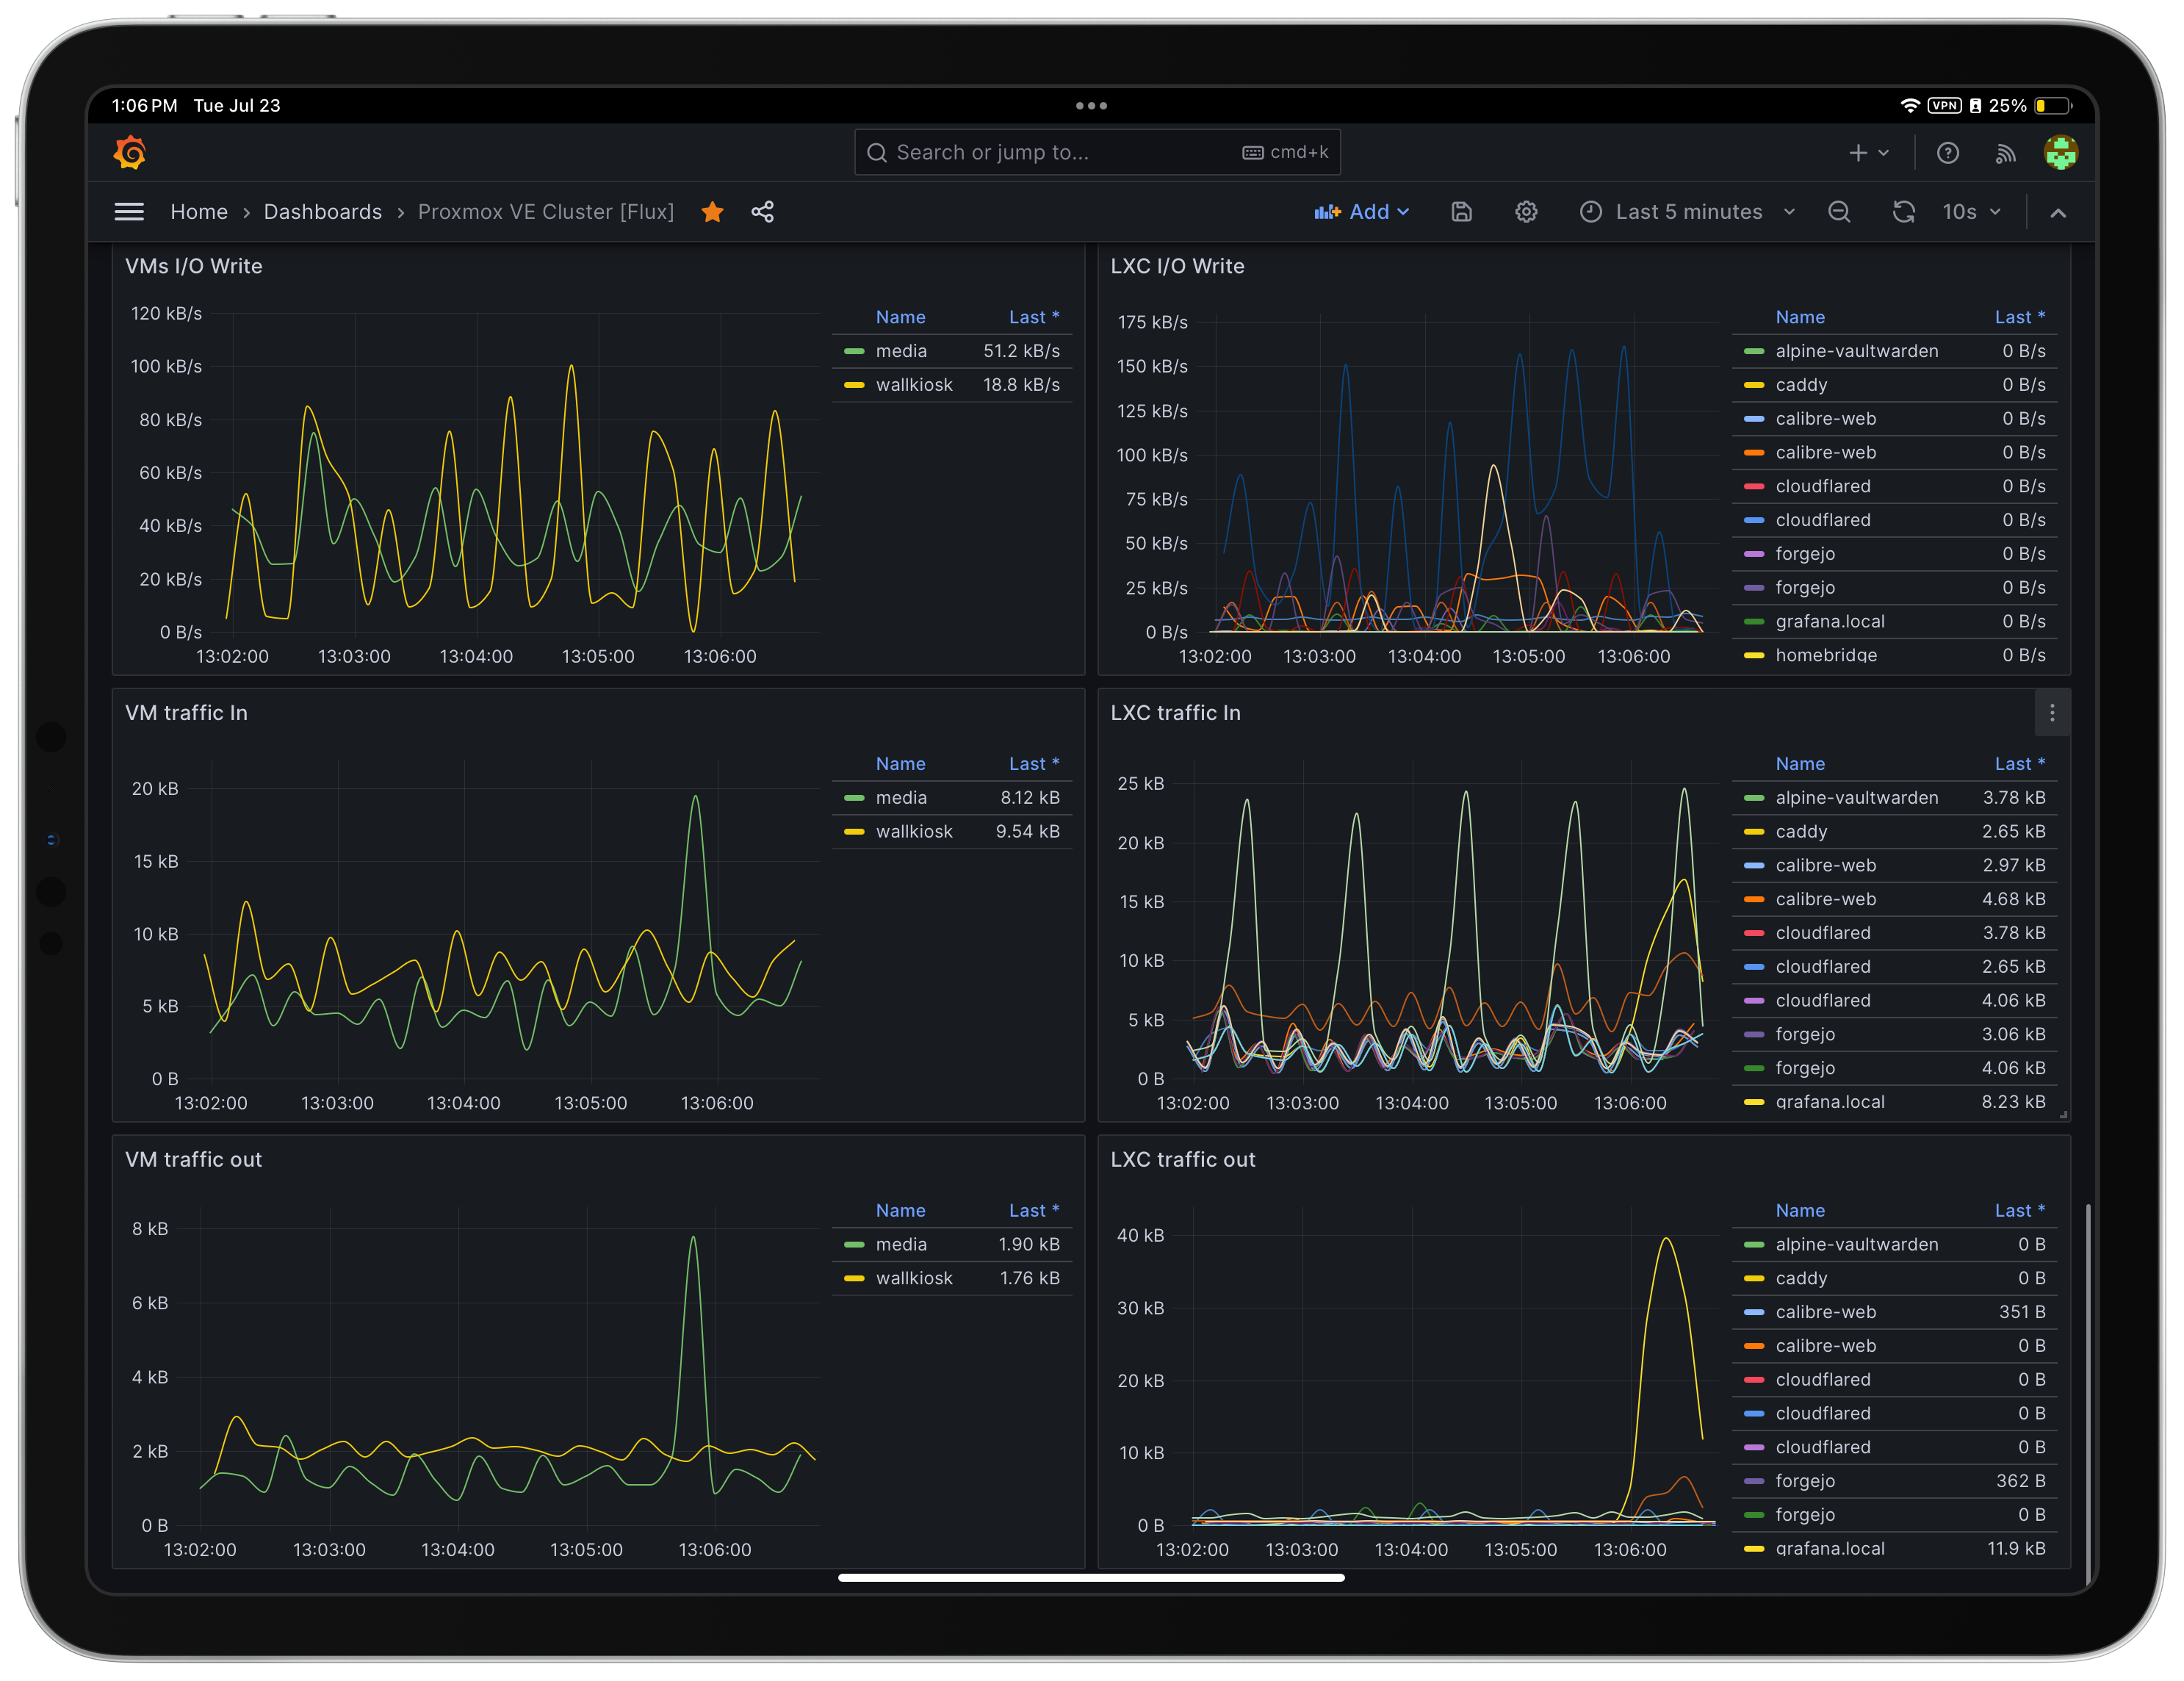 1:06 PM Tue Jul 23
VPN 25%
Search or jump to... cmd+k
Home › Dashboards › Proxmox VE Cluster [Flux]
Add Last 5 minutes 10s
VMs I/O Write
120 kB/s
100 kB/s
80 kB/s
60 kB/s
40 kB/s
20 kB/s
0 B/s
13:02:00 13:03:00 13:04:00 13:05:00 13:06:00
Name Last *
media 51.2 kB/s
wallkiosk 18.8 kB/s
LXC I/O Write
175 kB/s
150 kB/s
125 kB/s
100 kB/s
75 kB/s
50 kB/s
25 kB/s
0 B/s
13:02:00 13:03:00 13:04:00 13:05:00 13:06:00
Name Last *
alpine-vaultwarden 0 B/s
caddy 0 B/s
calibre-web 0 B/s
calibre-web 0 B/s
cloudflared 0 B/s
cloudflared 0 B/s
forgejo 0 B/s
forgejo 0 B/s
grafana.local 0 B/s
homebridge 0 B/s
VM traffic In
20 kB
15 kB
10 kB
5 kB
0 B
13:02:00 13:03:00 13:04:00 13:05:00 13:06:00
Name Last *
media 8.12 kB
wallkiosk 9.54 kB
LXC traffic In
25 kB
20 kB
15 kB
10 kB
5 kB
0 B
13:02:00 13:03:00 13:04:00 13:05:00 13:06:00
Name Last *
alpine-vaultwarden 3.78 kB
caddy 2.65 kB
calibre-web 2.97 kB
calibre-web 4.68 kB
cloudflared 3.78 kB
cloudflared 2.65 kB
cloudflared 4.06 kB
forgejo 3.06 kB
forgejo 4.06 kB
grafana.local 8.23 kB
VM traffic out
8 kB
6 kB
4 kB
2 kB
0 B
13:02:00 13:03:00 13:04:00 13:05:00 13:06:00
Name Last *
media 1.90 kB
wallkiosk 1.76 kB
LXC traffic out
40 kB
30 kB
20 kB
10 kB
0 B
13:02:00 13:03:00 13:04:00 13:05:00 13:06:00
Name Last *
alpine-vaultwarden 0 B
caddy 0 B
calibre-web 351 B
calibre-web 0 B
cloudflared 0 B
cloudflared 0 B
cloudflared 0 B
forgejo 362 B
forgejo 0 B
grafana.local 11.9 kB